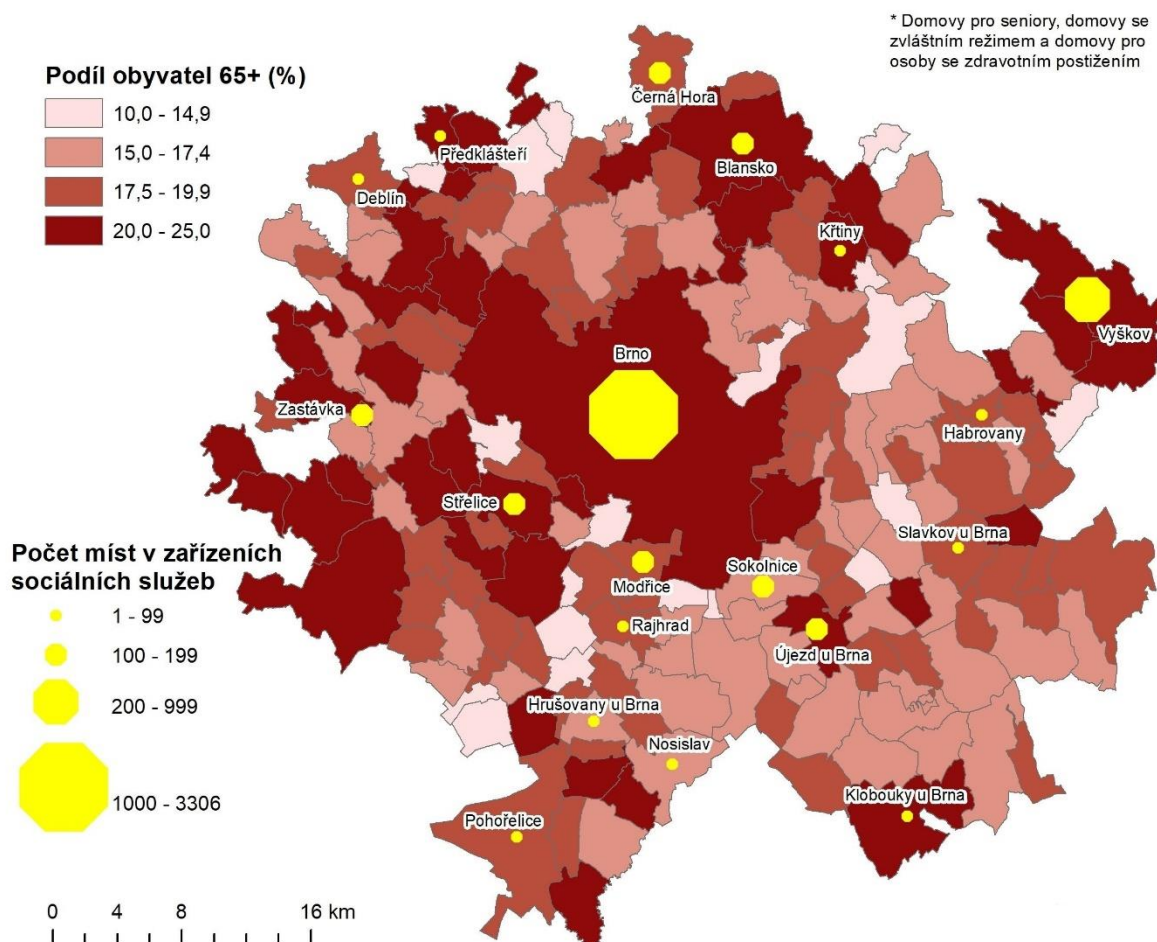 * Domovy pro seniory, domovy se
zvláštním režimem a domovy pro
osoby se zdravotním postižením
Podíl obyvatel 65+ (%)
10,0 - 14,9
15,0 - 17,4
17,5 - 19,9
20,0 - 25,0
Černá Hora
Předklášteří
Blansko
Deblín
Křtiny
Vyškov
Brno
Zastávka
Habrovany
Střelice
Slavkov u Brna
Počet míst v zařízeních
sociálních služeb
1 - 99
100 - 199
200 - 999
1000 - 3306
Modřice
Sokolnice
Rajhrad
Újezd u Brna
Hrušovany u Brna
Nosislav
Klobouky u Brna
Pohořelice
0 4 8 16 km